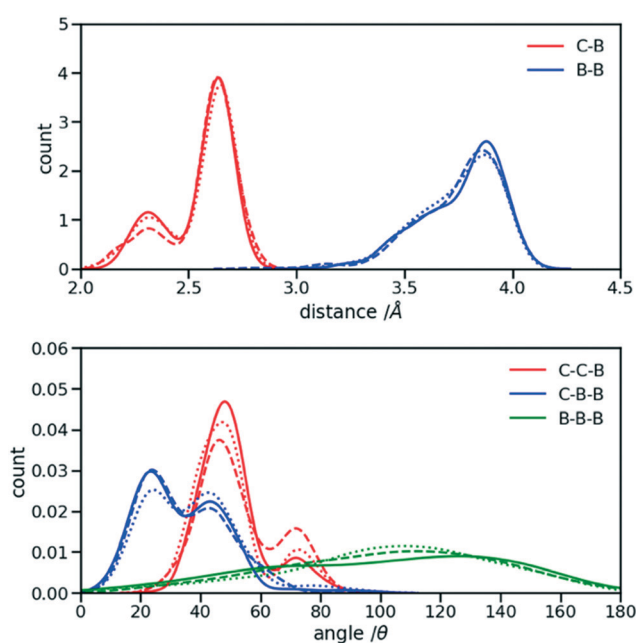 5
4
3
2
1
0
count
C-B
B-B
2.0 2.5 3.0 3.5 4.0 4.5
distance /Å
0.06
0.05
0.04
0.03
0.02
0.01
0.00
count
C-C-B
C-B-B
B-B-B
0 20 40 60 80 100 120 140 160 180
angle /θ